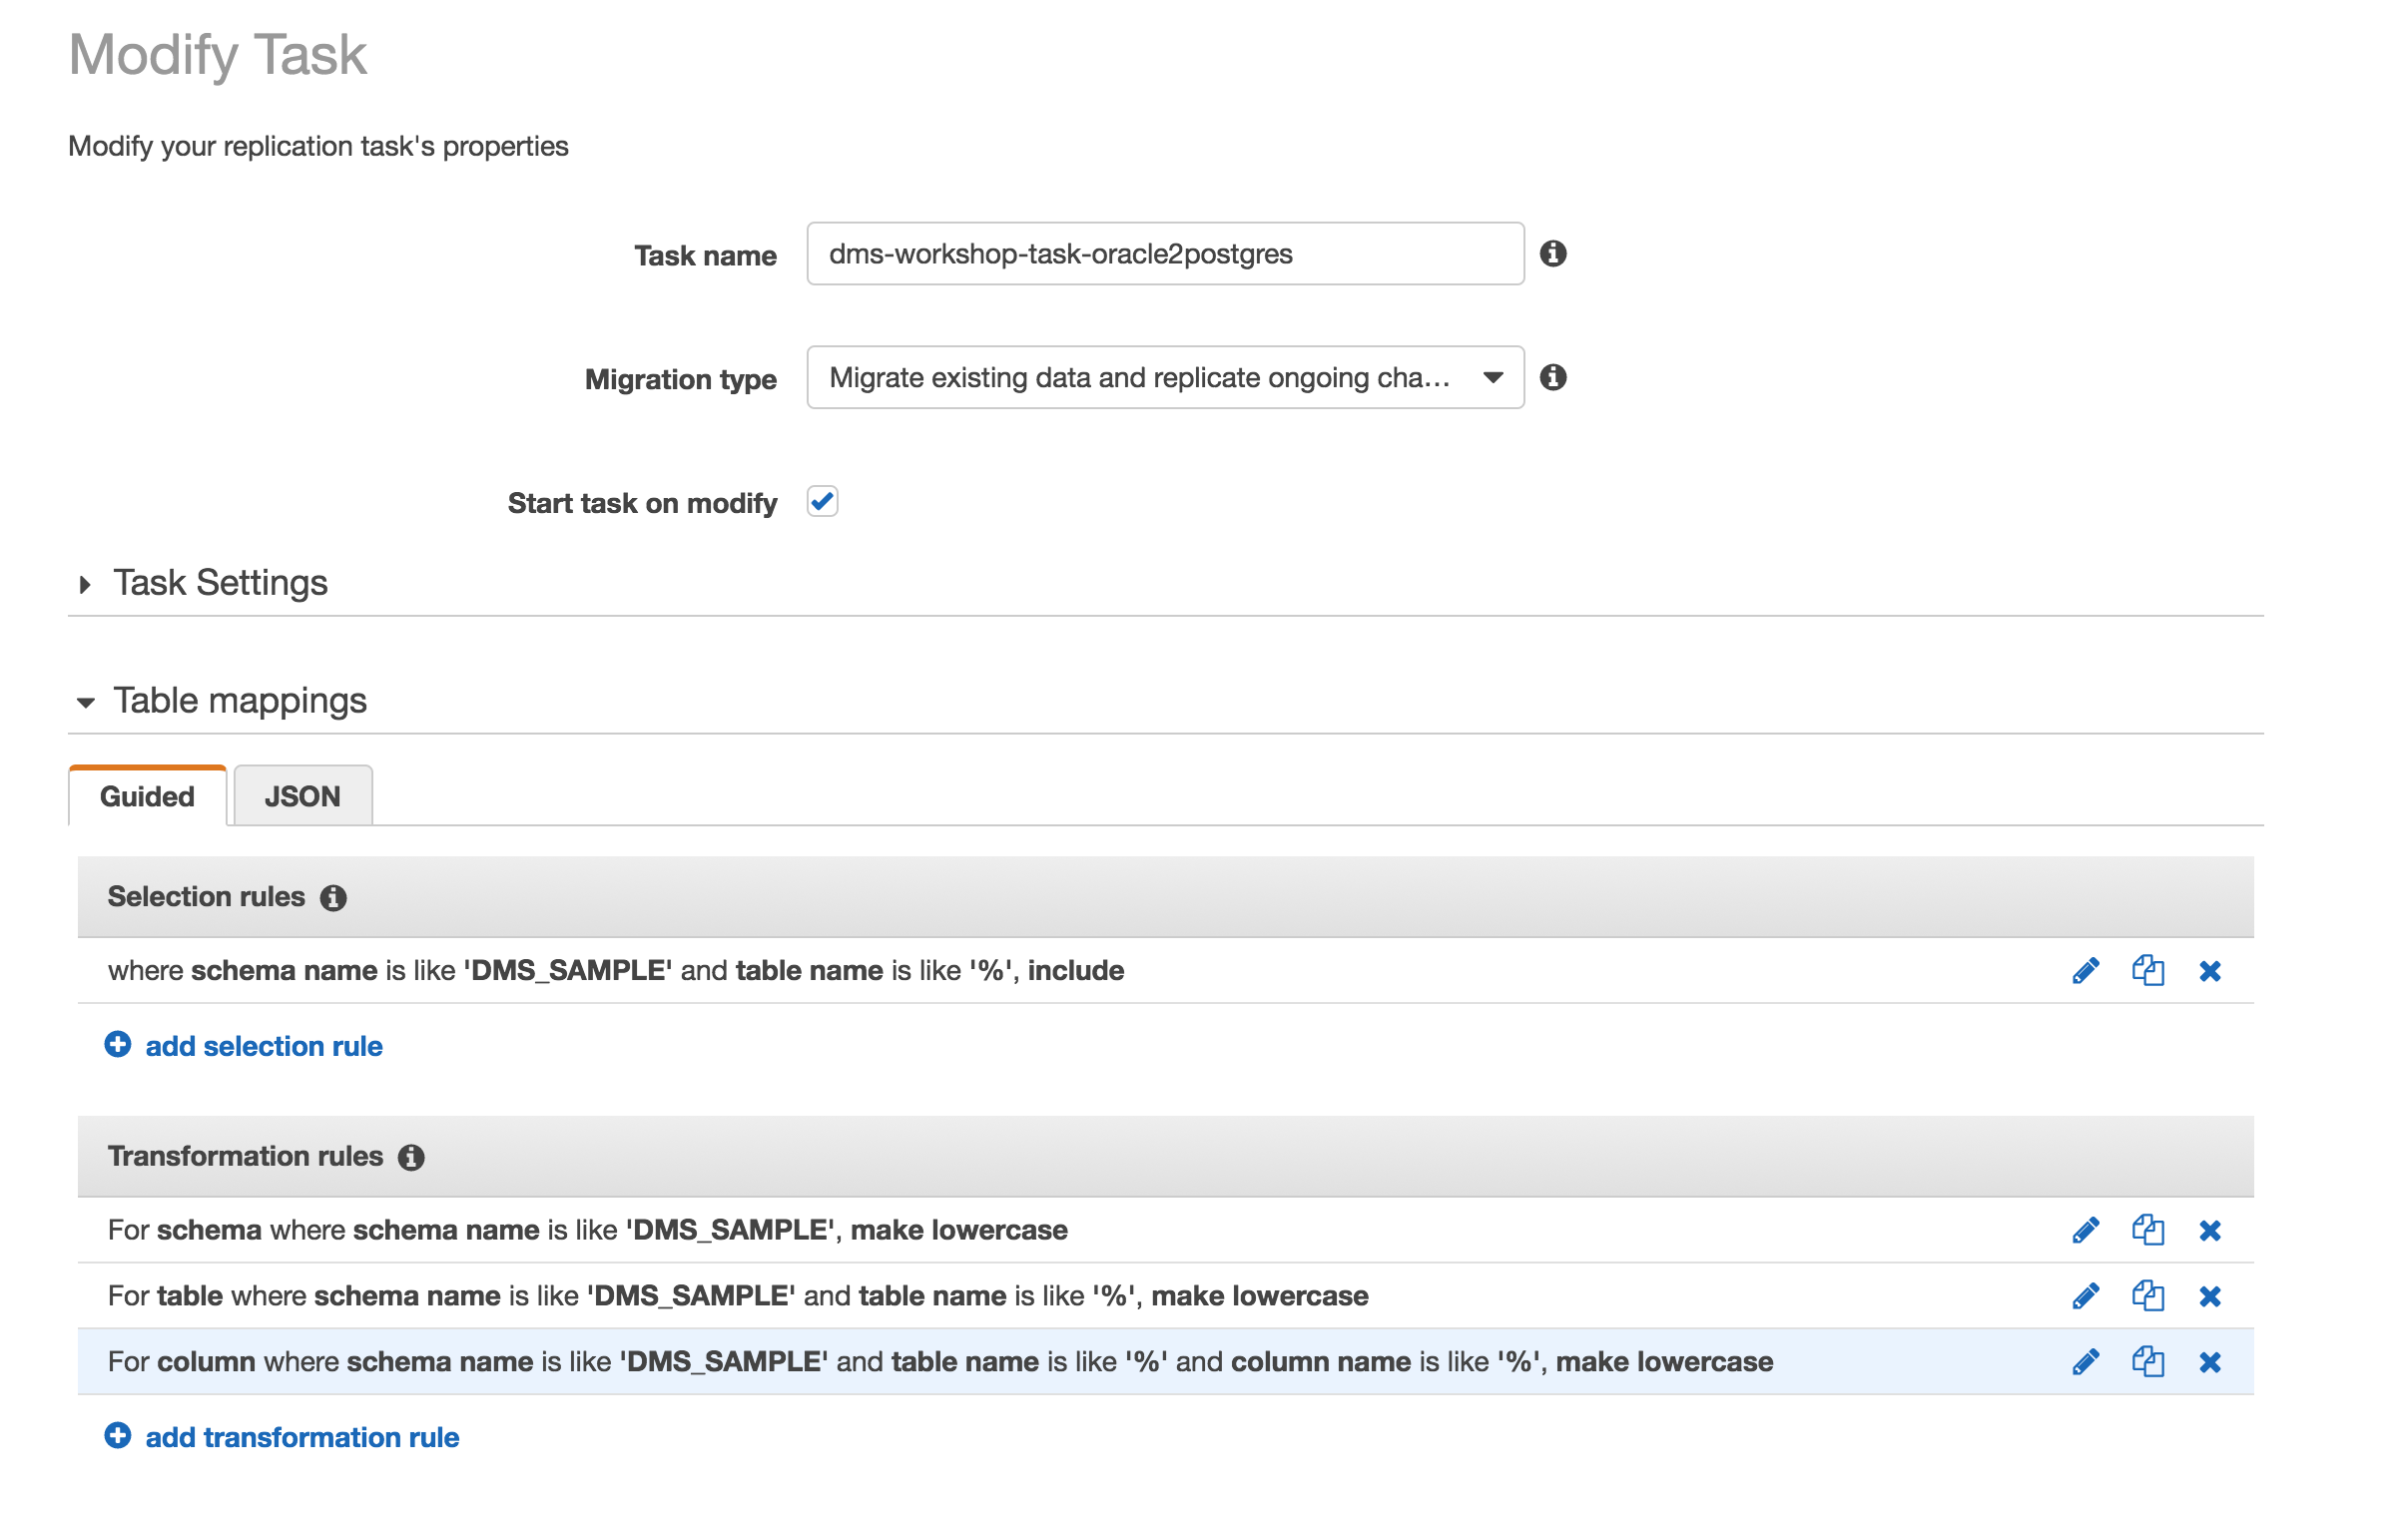 Modify Task
Modify your replication task's properties
Task name dms-workshop-task-oracle2postgres
Migration type Migrate existing data and replicate ongoing cha...
Start task on modify
Task Settings
Table mappings
Guided JSON
Selection rules
where schema name is like 'DMS_SAMPLE' and table name is like '%', include
add selection rule
Transformation rules
For schema where schema name is like 'DMS_SAMPLE', make lowercase
For table where schema name is like 'DMS_SAMPLE' and table name is like '%', make lowercase
For column where schema name is like 'DMS_SAMPLE' and table name is like '%' and column name is like '%', make lowercase
add transformation rule